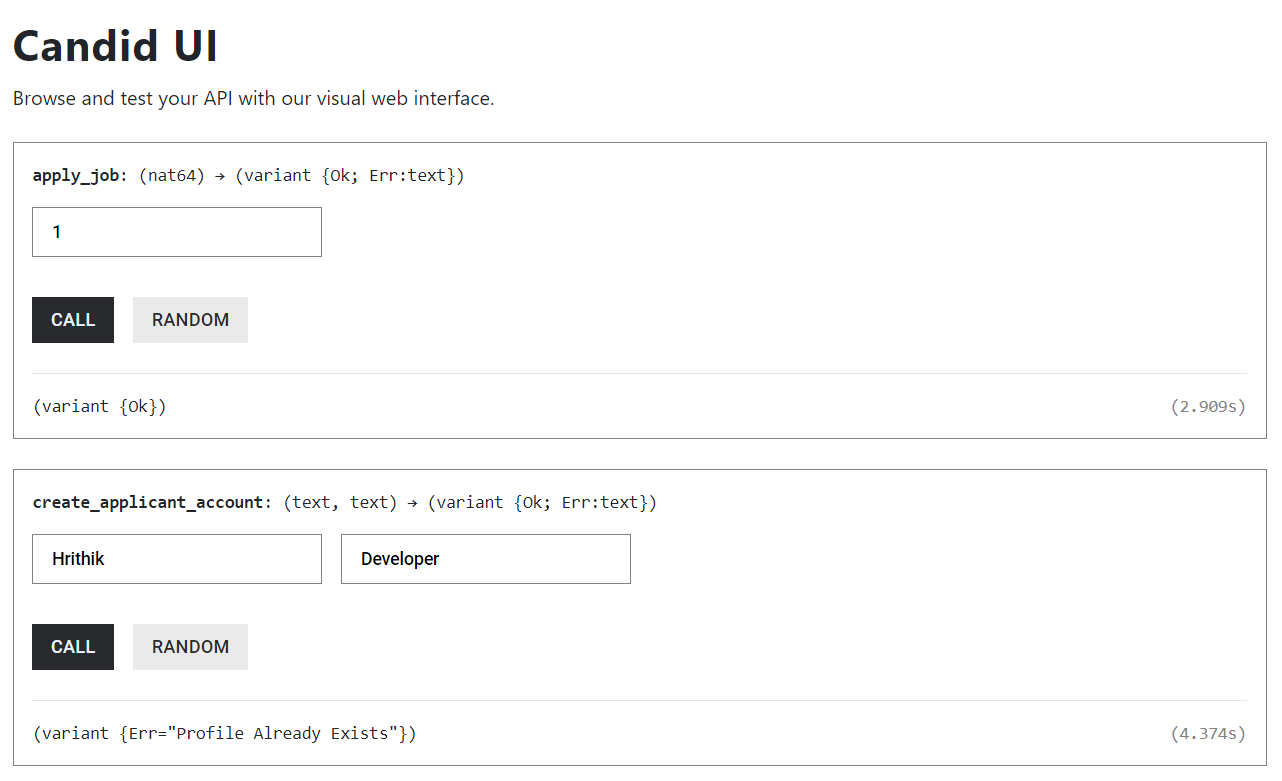 Candid UI
Browse and test your API with our visual web interface.
apply_job: (nat64) → (variant {Ok; Err:text})
1
CALL RANDOM
(variant {Ok}) (2.909s)
create_applicant_account: (text, text) → (variant {Ok; Err:text})
Hrithik Developer
CALL RANDOM
(variant {Err="Profile Already Exists"}) (4.374s)